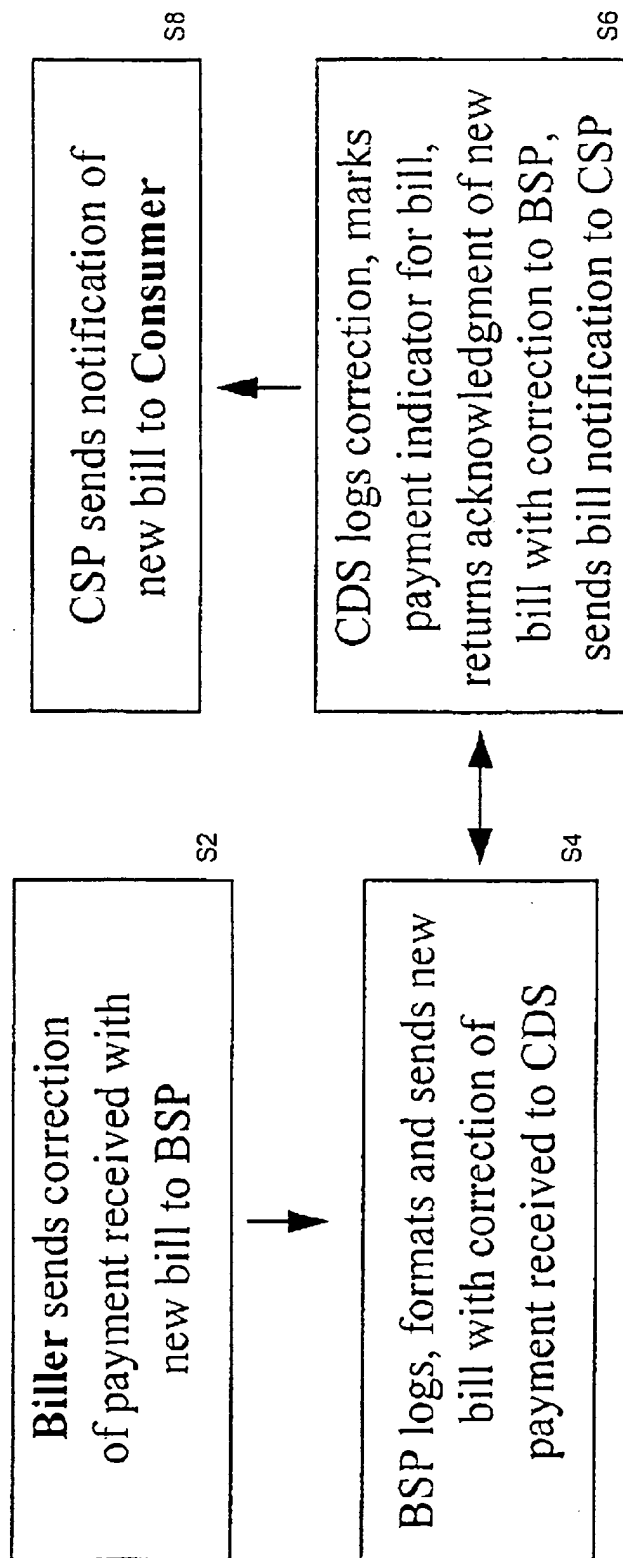 Biller sends correction
of payment received with
new bill to BSP
S2
BSP logs, formats and sends new
bill with correction of
payment received to CDS
S4
CDS logs correction, marks
payment indicator for bill,
returns acknowledgment of new
bill with correction to BSP,
sends bill notification to CSP
S6
CSP sends notification of
new bill to Consumer
S8